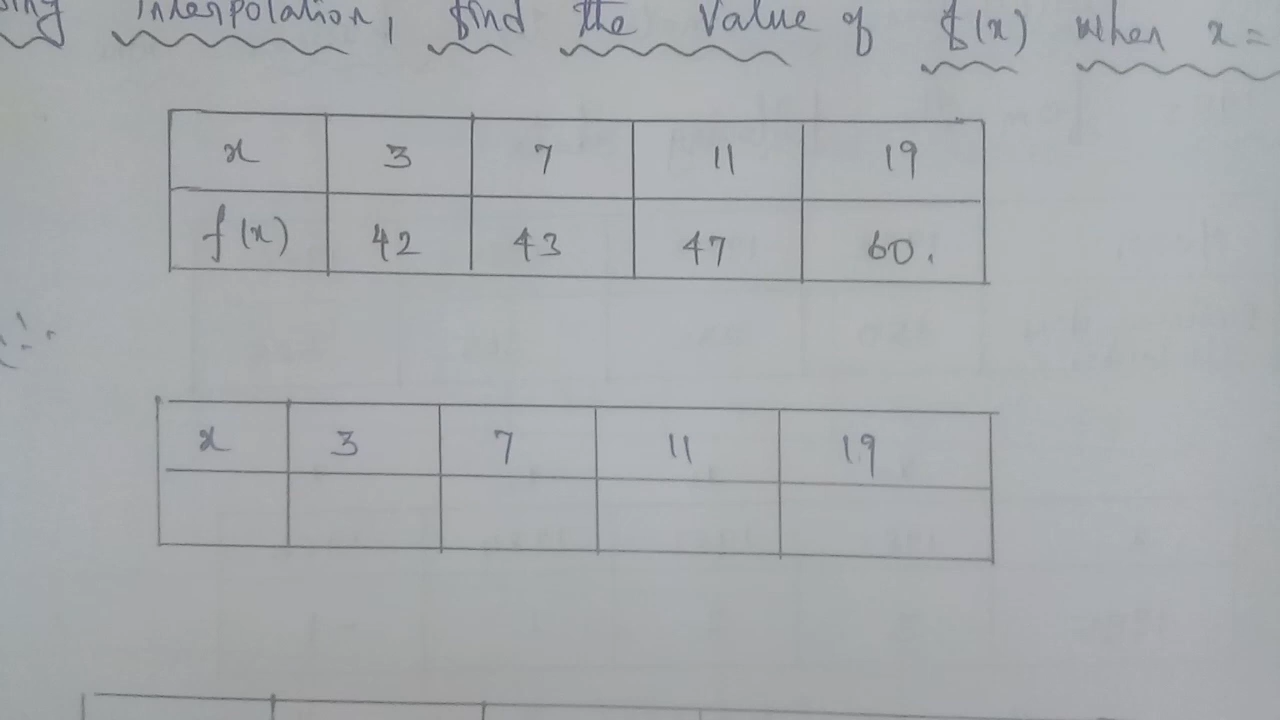 Interpolation, find the value of f(x) when x =
x 3 7 11 19
f(x) 42 43 47 60.
x 3 7 11 19